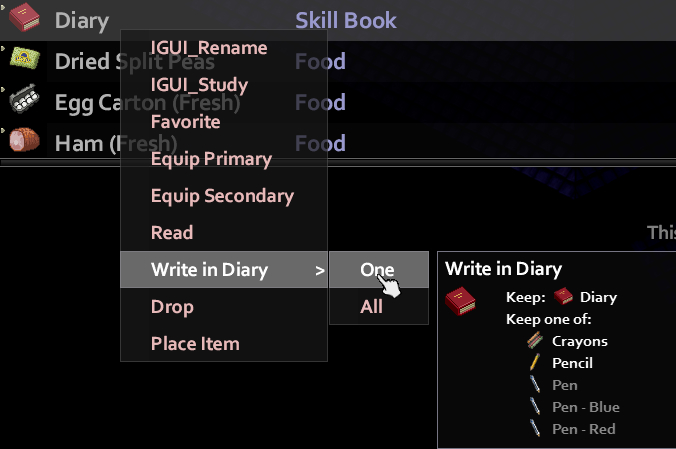 Diary Skill Book
Dried Split Peas Food
Egg Carton (Fresh) Food
Ham (Fresh) Food
IGUI_Rename
IGUI_Study
Favorite
Equip Primary
Equip Secondary
Read
Write in Diary >
Drop
Place Item
One
All
This
Write in Diary
Keep: Diary
Keep one of:
Crayons
Pencil
Pen
Pen - Blue
Pen - Red